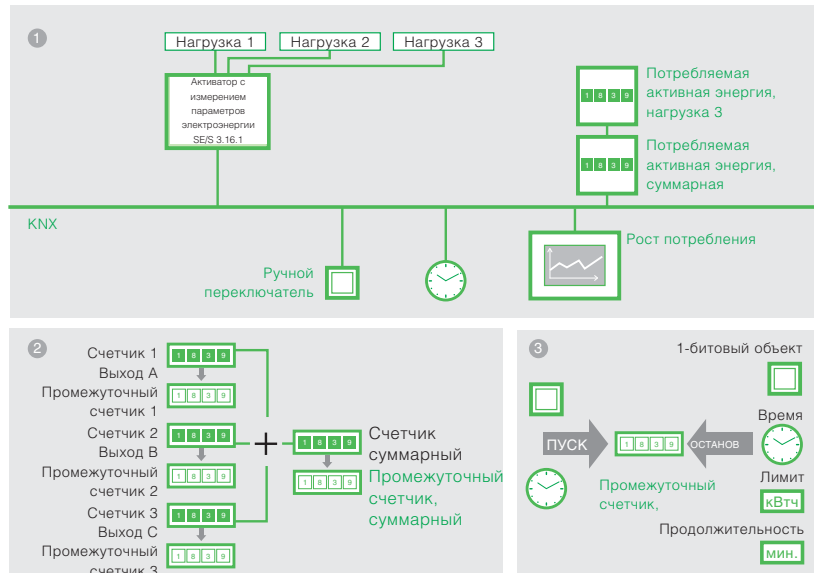 1
Нагрузка 1
Нагрузка 2
Нагрузка 3
Активатор с
измерением
параметров
электроэнергии
SE/S 3.16.1
1 8 3 9
Потребляемая
активная энергия,
нагрузка 3
1 8 3 9
Потребляемая
активная энергия,
суммарная
KNX
Ручной
переключатель
Рост потребления
2
Счетчик 1
1 8 3 9
Выход А
Промежуточный
счетчик 1
1 8 3 9
Счетчик 2
1 8 3 9
Выход В
Промежуточный
счетчик 2
1 8 3 9
Счетчик 3
1 8 3 9
Выход С
Промежуточный
счетчик 3
1 8 3 9
+
1 8 3 9
Счетчик
суммарный
1 8 3 9
Промежуточный
счетчик,
суммарный
3
1-битовый объект
Время
ПУСК
1 8 3 9
ОСТАНОВ
Промежуточный
счетчик,
Лимит
кВтч
Продолжительность
мин.